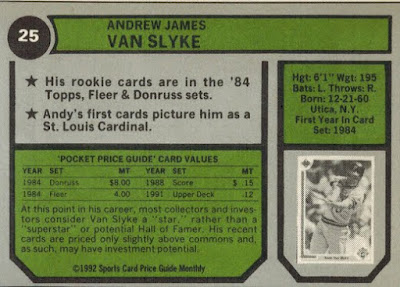 25
ANDREW JAMES
VAN SLYKE
★ His rookie cards are in the '84
Topps, Fleer & Donruss sets.
★ Andy's first cards picture him as a
St. Louis Cardinal.
Hgt: 6'1" Wgt: 195
Bats: L. Throws: R.
Born: 12-21-60
Utica, N.Y.
First Year In Card
Set: 1984
'POCKET PRICE GUIDE' CARD VALUES
YEAR SET MT YEAR SET MT
1984 Donruss $8.00 1988 Score $ .15
1984 Fleer 4.00 1991 Upper Deck .12
At this point in his career, most collectors and inves-
tors consider Van Slyke a "star," rather than a
"superstar" or potential Hall of Famer. His recent
cards are priced only slightly above commons and,
as such, may have investment potential.
©1992 Sports Card Price Guide Monthly